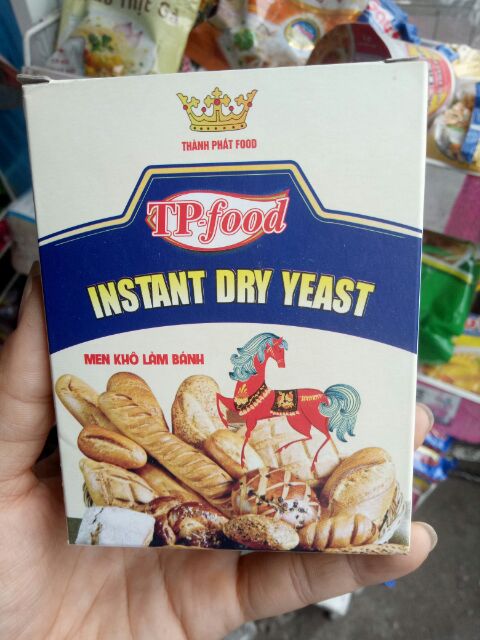 THÀNH PHÁT FOOD
TP-food
INSTANT DRY YEAST
MEN KHÔ LÀM BÁNH